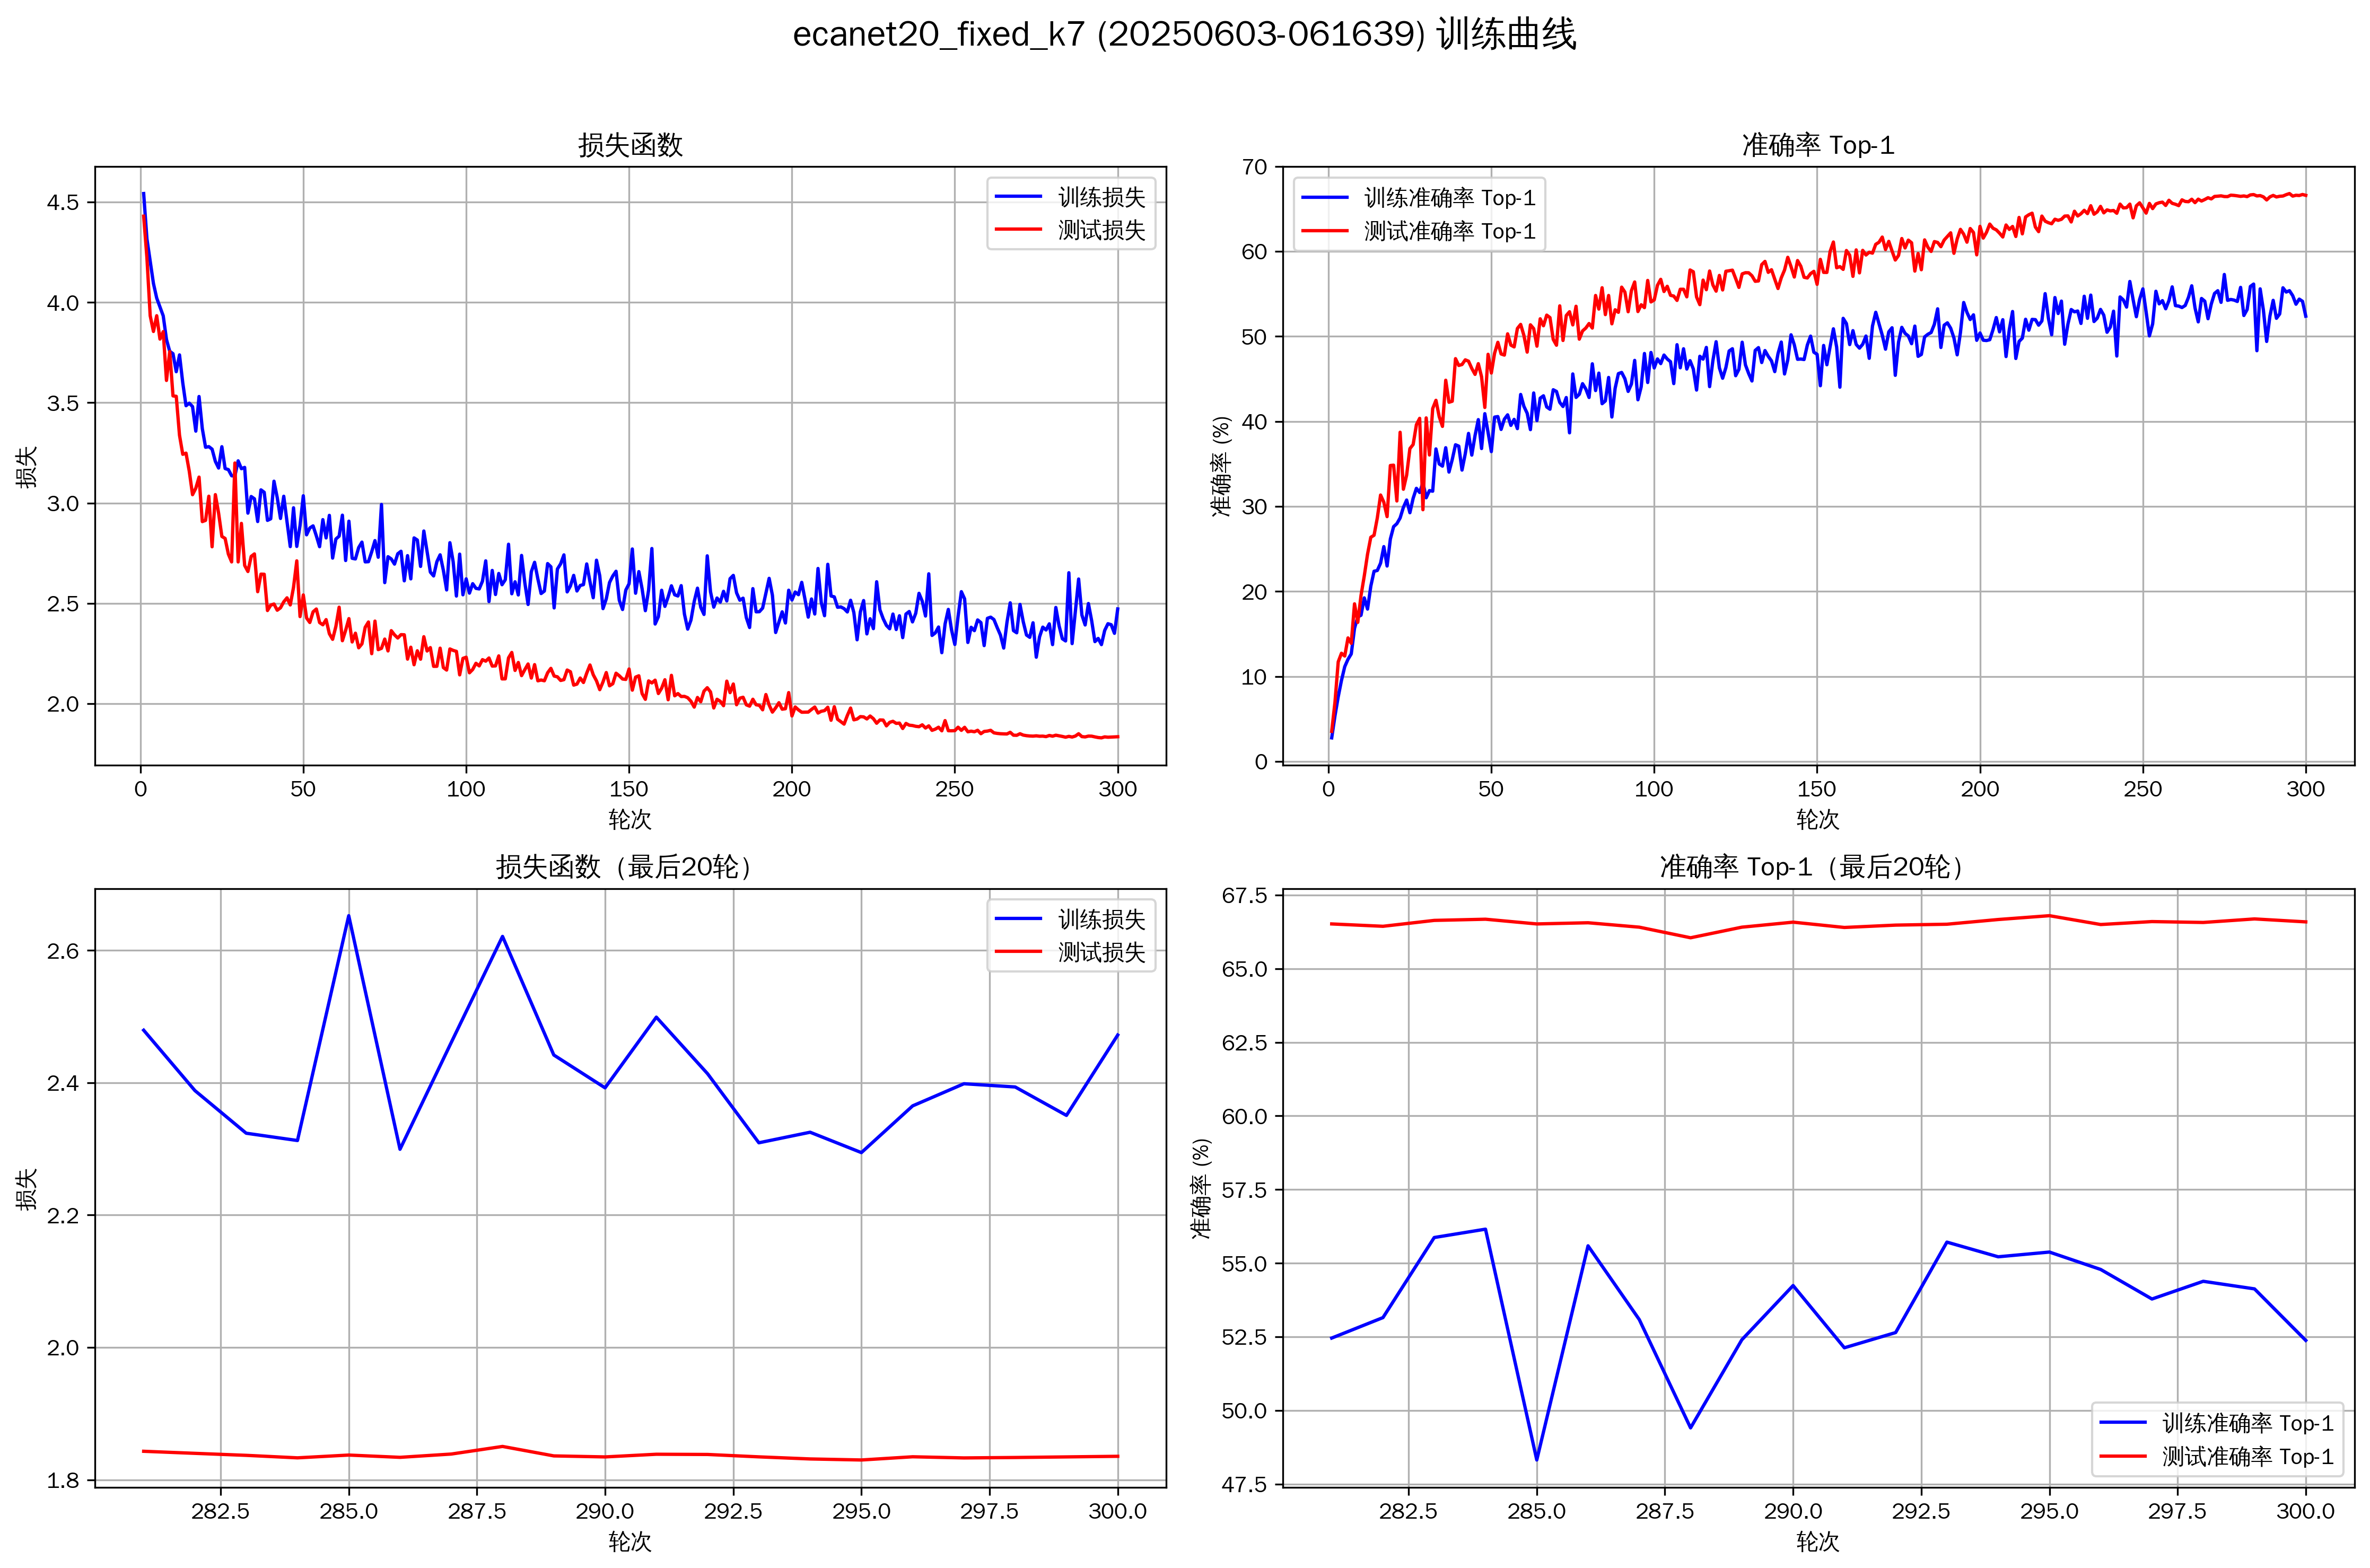 ecanet20_fixed_k7 (20250603-061639) 训练曲线
损失函数
4.5
4.0
3.5
3.0
2.5
2.0
损失
0
50
100
150
200
250
300
轮次
训练损失
测试损失
准确率 Top-1
70
60
50
40
30
20
10
0
准确率 (%)
0
50
100
150
200
250
300
轮次
训练准确率 Top-1
测试准确率 Top-1
损失函数（最后20轮）
2.6
2.4
2.2
2.0
1.8
损失
282.5
285.0
287.5
290.0
292.5
295.0
297.5
300.0
轮次
训练损失
测试损失
准确率 Top-1（最后20轮）
67.5
65.0
62.5
60.0
57.5
55.0
52.5
50.0
47.5
准确率 (%)
282.5
285.0
287.5
290.0
292.5
295.0
297.5
300.0
轮次
训练准确率 Top-1
测试准确率 Top-1